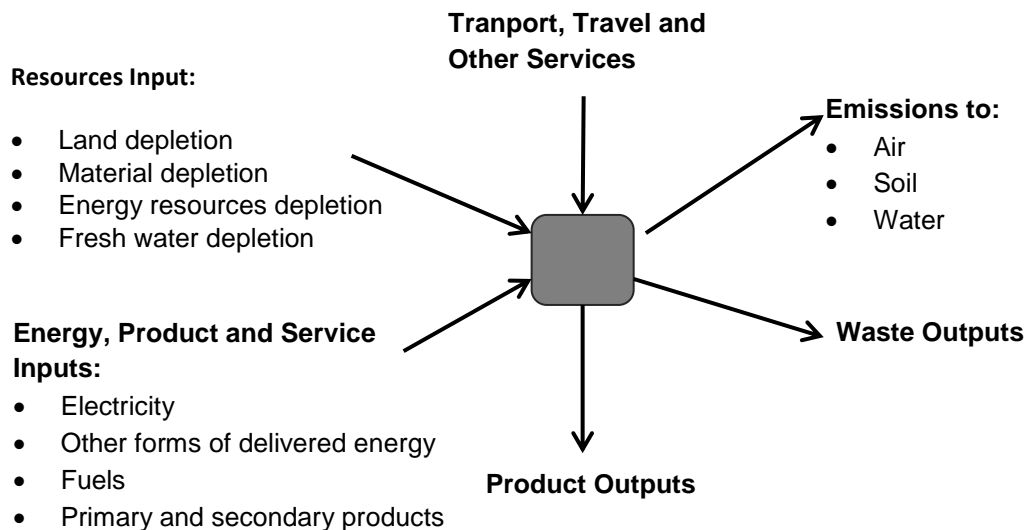 Tranport, Travel and
Other Services
Resources Input:
• Land depletion
• Material depletion
• Energy resources depletion
• Fresh water depletion
Emissions to:
• Air
• Soil
• Water
Energy, Product and Service
Inputs:
• Electricity
• Other forms of delivered energy
• Fuels
• Primary and secondary products
Waste Outputs
Product Outputs